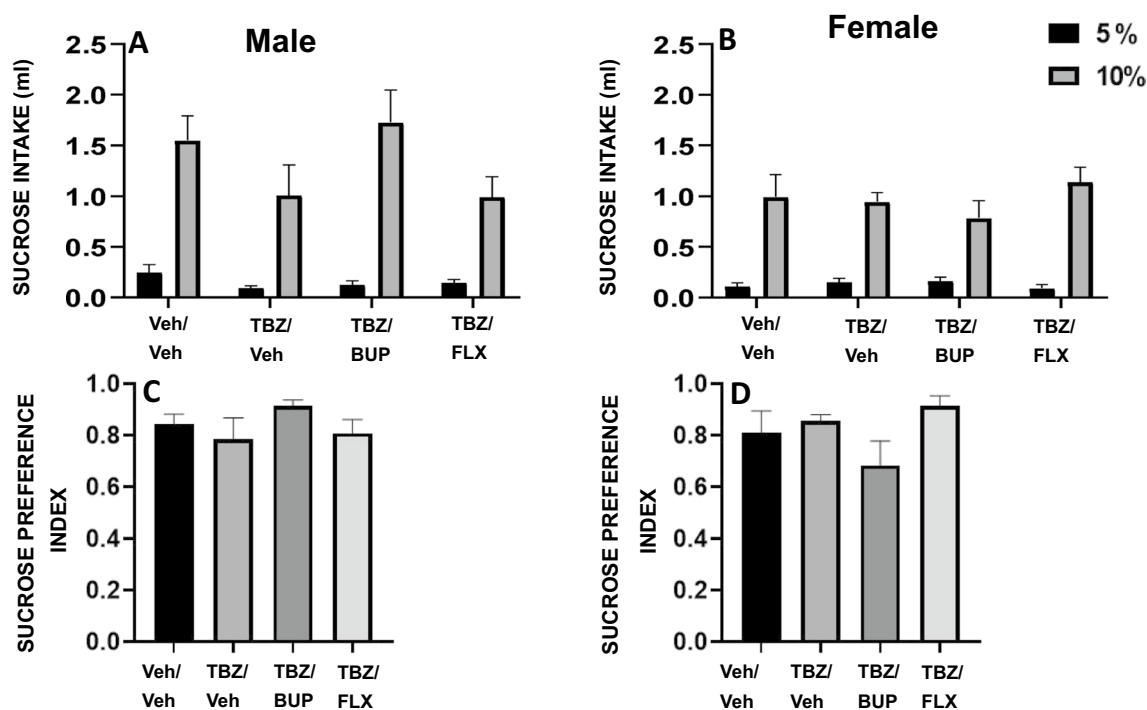 Male
Female
A
B
5 %
10%
SUCROSE INTAKE (ml)
2.5
2.0
1.5
1.0
0.5
0.0
Veh/ TBZ/ TBZ/ TBZ/
Veh Veh BUP FLX
SUCROSE INTAKE (ml)
2.5
2.0
1.5
1.0
0.5
0.0
Veh/ TBZ/ TBZ/ TBZ/
Veh Veh BUP FLX
C
SUCROSE PREFERENCE
INDEX
1.0
0.8
0.6
0.4
0.2
0.0
Veh/ TBZ/ TBZ/ TBZ/
Veh Veh BUP FLX
D
SUCROSE PREFERENCE
INDEX
1.0
0.8
0.6
0.4
0.2
0.0
Veh/ TBZ/ TBZ/ TBZ/
Veh Veh BUP FLX